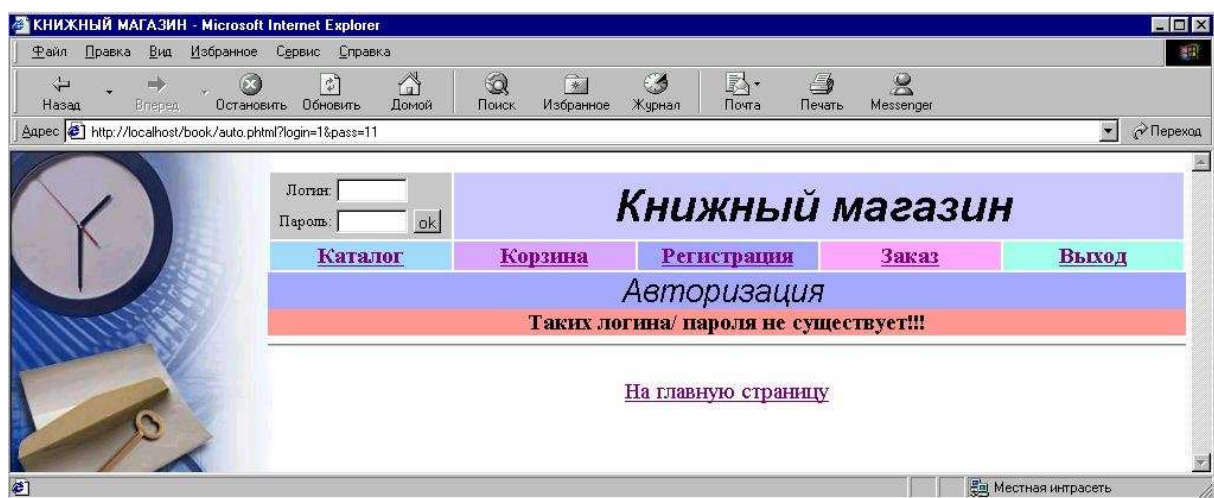 КНИЖНЫЙ МАГАЗИН - Microsoft Internet Explorer
Файл Правка Вид Избранное Сервис Справка
Назад Вперед Остановить Обновить Домой Поиск Избранное Журнал Почта Печать Messenger
Адрес http://localhost/book/auto.phtml?login=1&pass=11 Переход
Логин:
Пароль: ok
Книжный магазин
Каталог Корзина Регистрация Заказ Выход
Авторизация
Таких логина/ пароля не существует!!!
На главную страницу
Местная интрасеть